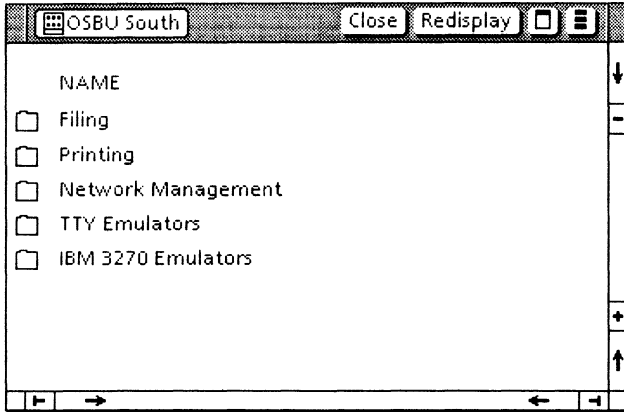 OSBU South Close Redisplay
NAME
Filing
Printing
Network Management
TTY Emulators
IBM 3270 Emulators